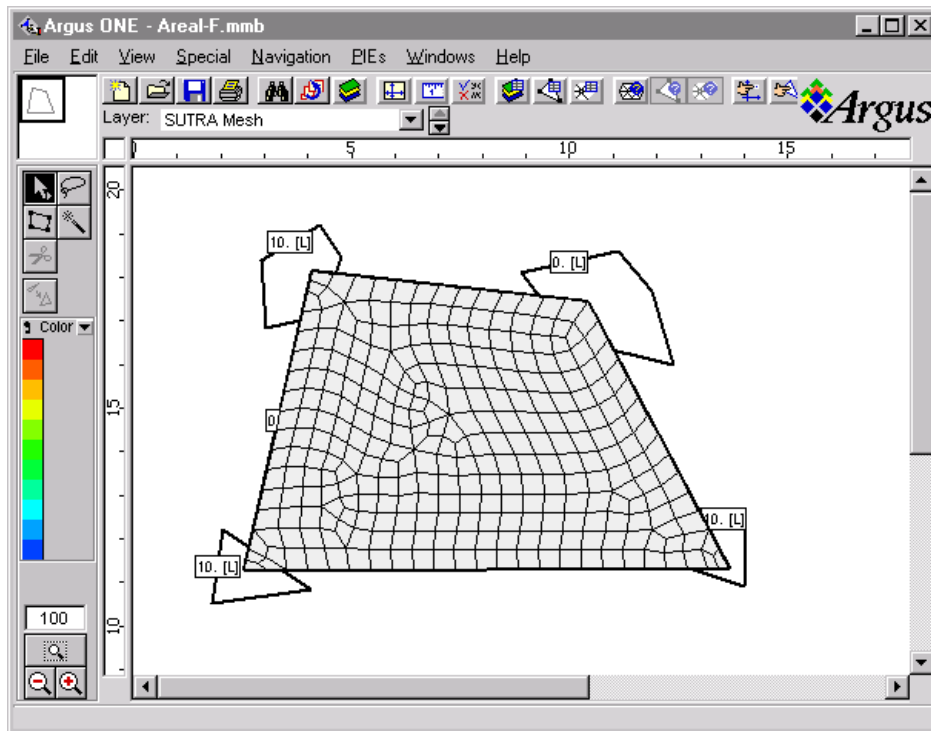 Argus ONE - Areal-F.mmb
File Edit View Special Navigation PIEs Windows Help
Layer: SUTRA Mesh
Argus
0 5 10 15
20
15
10
10. [L]
0. [L]
0
10. [L]
10. [L]
Color
100